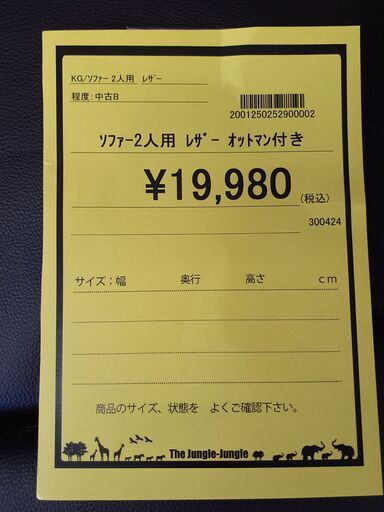 KG/ソファー 2人用 ﾚｻﾞｰ
程度:中古B
2001250252900002
ｿﾌｧｰ2人用 ﾚｻﾞｰ ｵｯﾄﾏﾝ付き
¥19,980
(税込)
300424
サイズ:幅 奥行 高さ cm
商品のサイズ、状態を よくご確認下さい。
The Jungle-Jungle